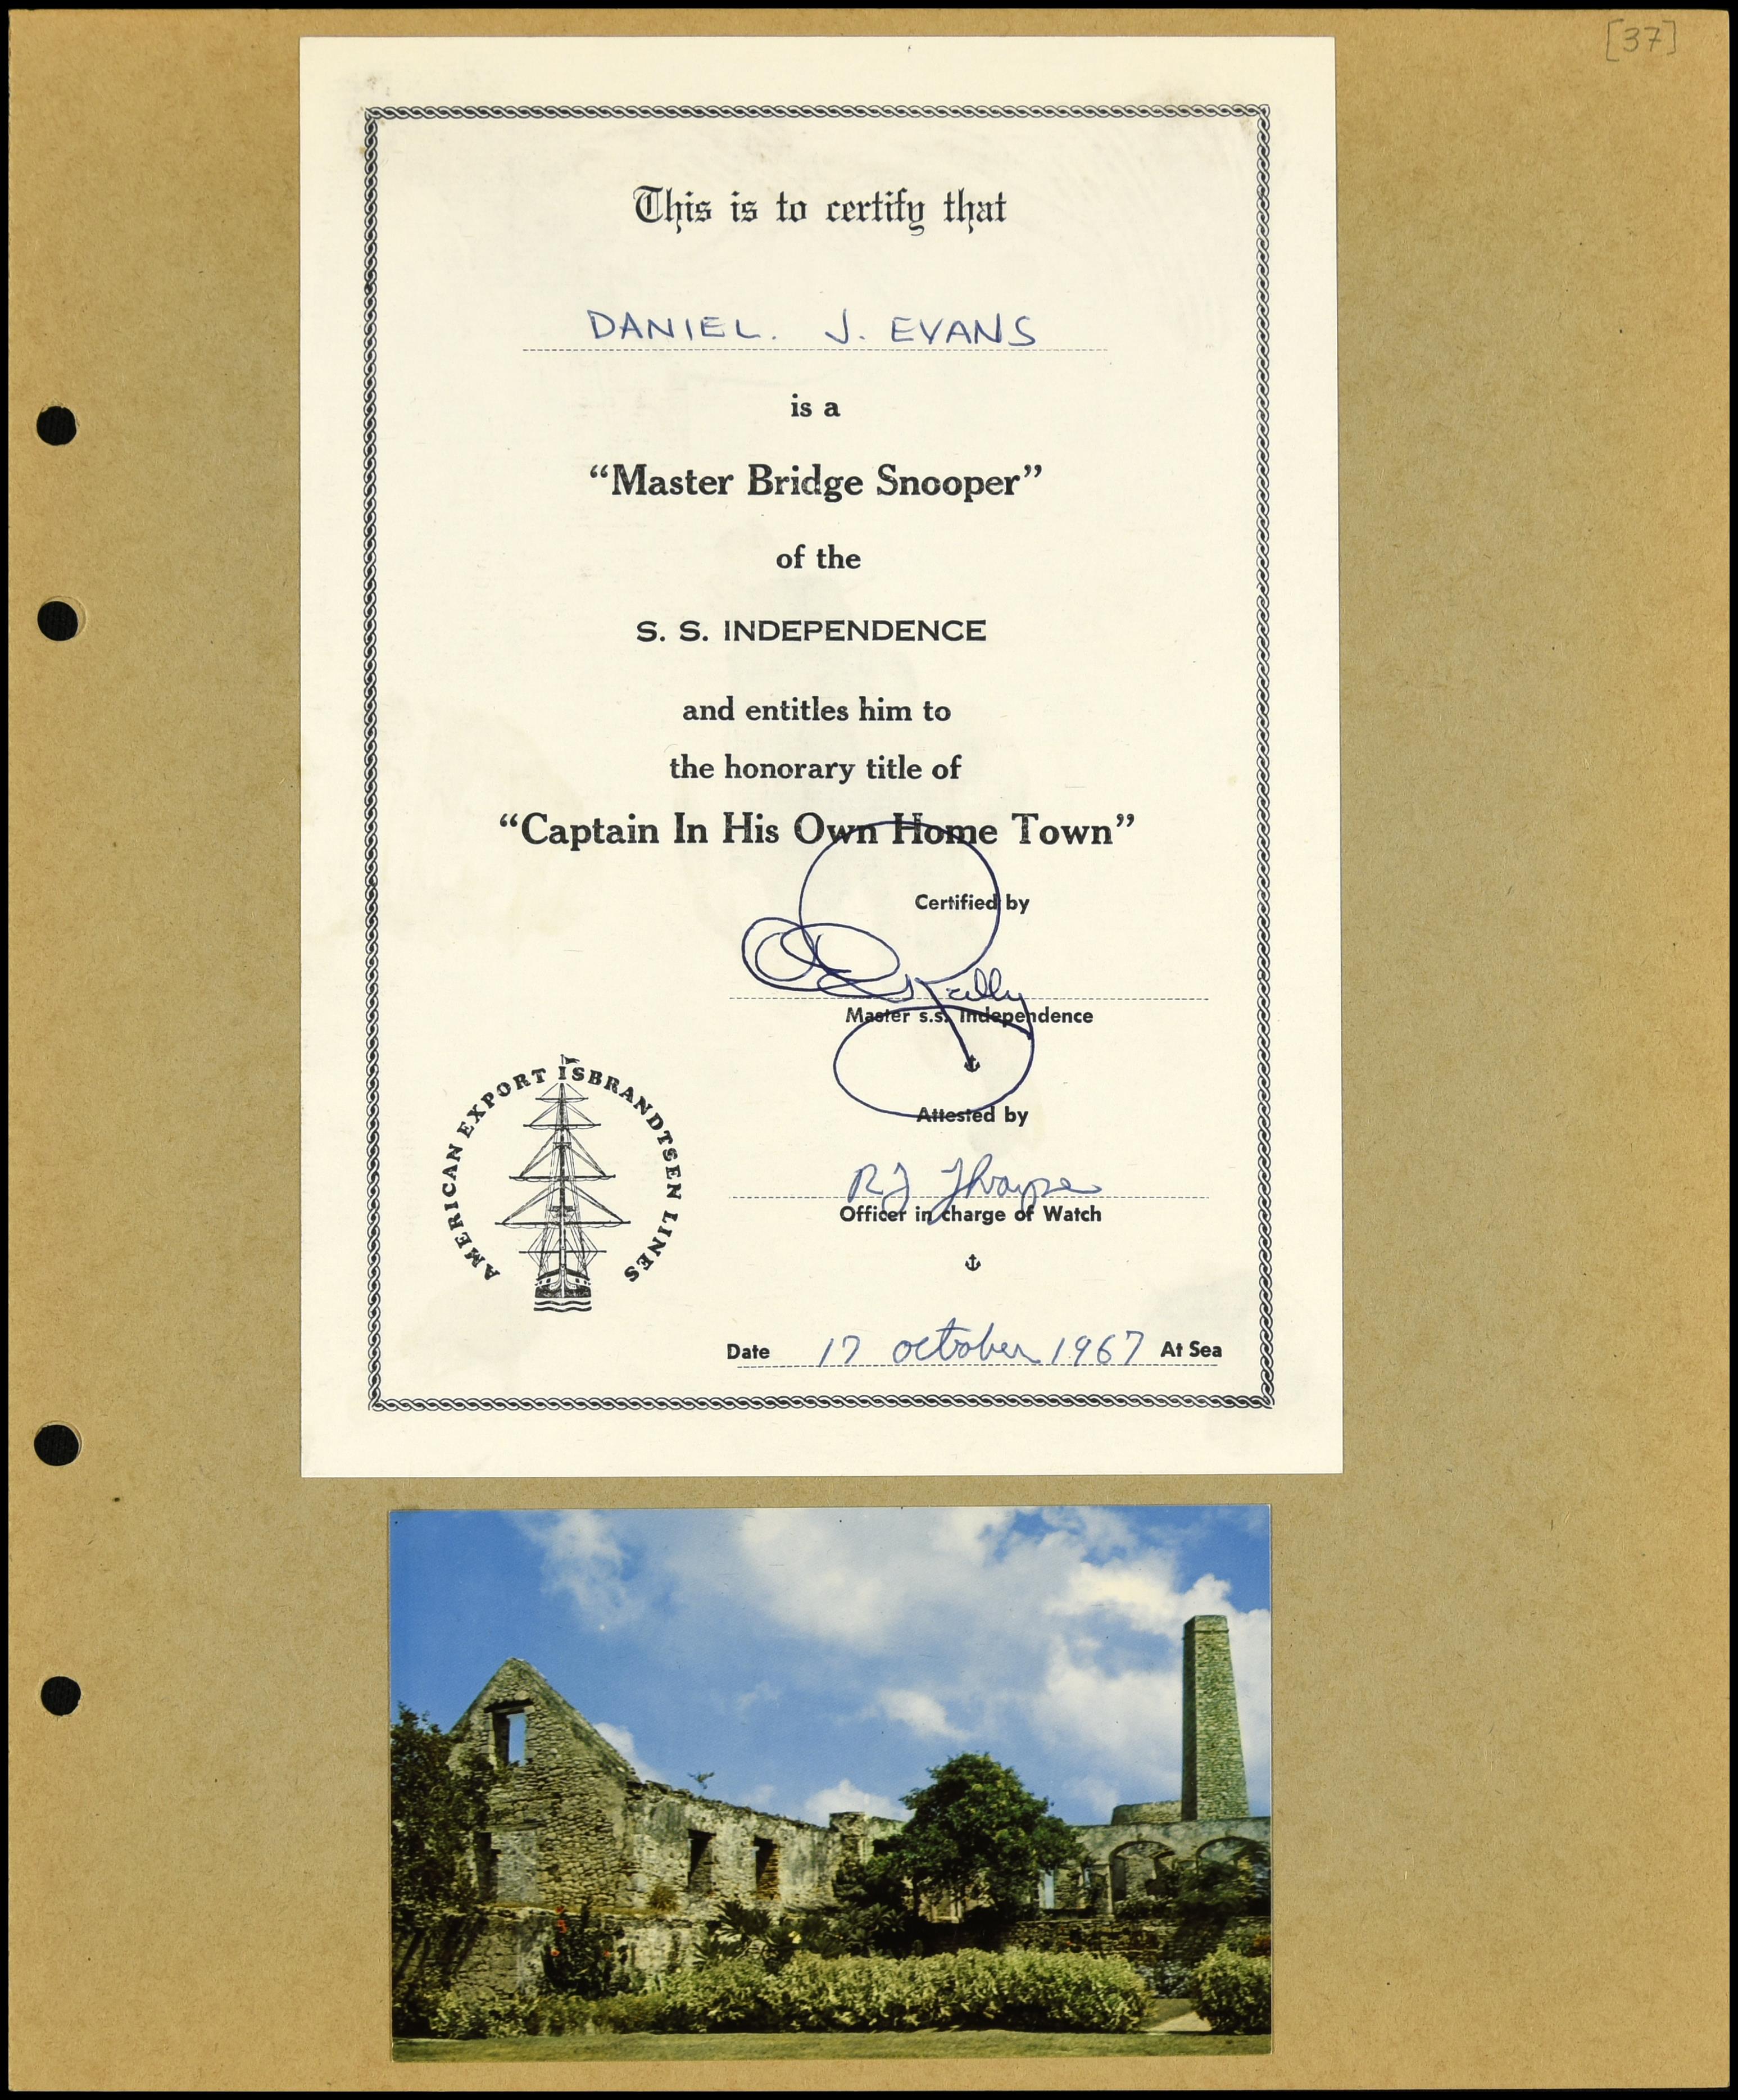 [37]
This is to certify that
DANIEL. J. EVANS
is a
“Master Bridge Snooper”
of the
S. S. INDEPENDENCE
and entitles him to
the honorary title of
“Captain In His Own Home Town”
Certified by
Master s.s. Independence
Attested by
Officer in charge of Watch
AMERICAN EXPORT ISBRANDTSEN LINES
Date 17 October 1967 At Sea